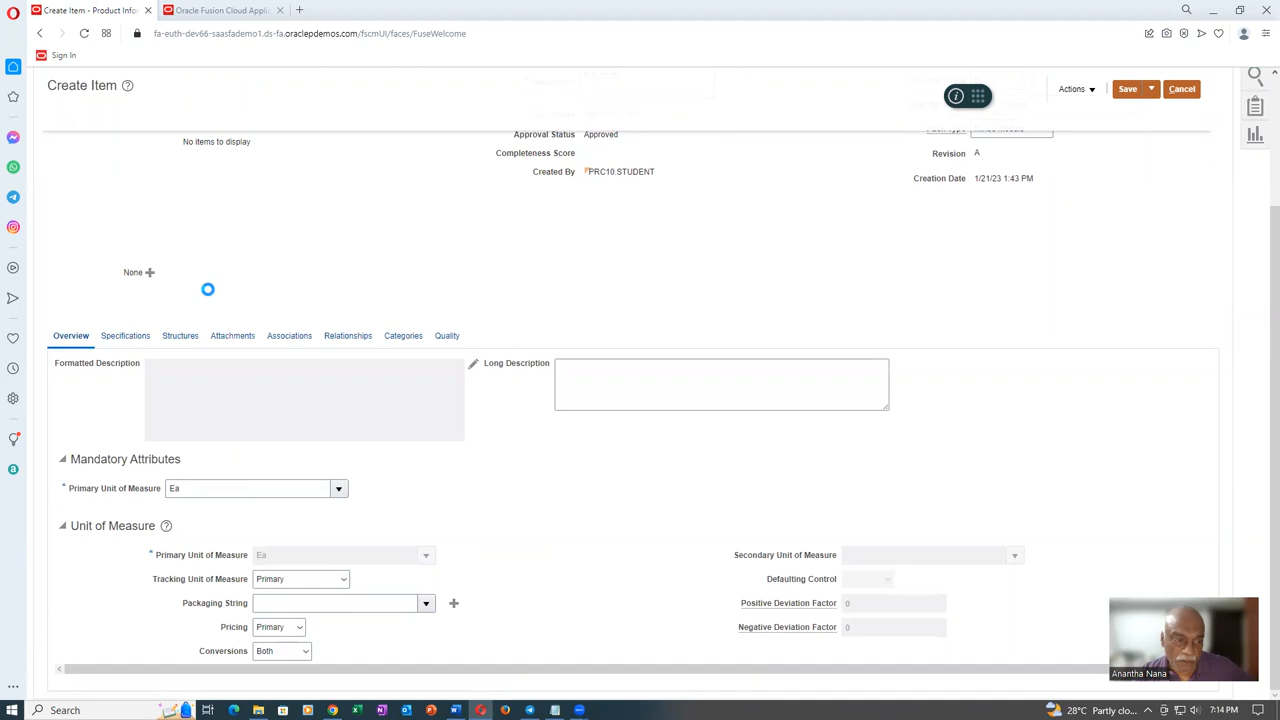 Create Item - Product Info
Oracle Fusion Cloud Appli
fa-euth-dev66-saasfademo1.ds-fa.oraclepdemos.com/fscmUI/faces/FuseWelcome
Sign In
Create Item
Actions
Save
Cancel
No items to display
Approval Status Approved
Completeness Score
Revision A
Created By PRC10.STUDENT
Creation Date 1/21/23 1:43 PM
None
Overview Specifications Structures Attachments Associations Relationships Categories Quality
Formatted Description
Long Description
Mandatory Attributes
* Primary Unit of Measure Ea
Unit of Measure
* Primary Unit of Measure Ea
Secondary Unit of Measure
Tracking Unit of Measure Primary
Defaulting Control
Packaging String
Positive Deviation Factor 0
Pricing Primary
Negative Deviation Factor 0
Conversions Both
Anantha Nana
Search
28°C Partly clo...
7:14 PM